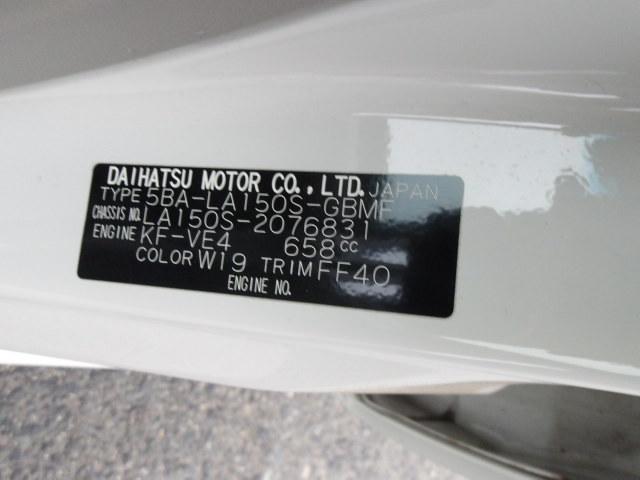 DAIHATSU MOTOR CO., LTD. JAPAN
TYPE 5BA-LA150S-GBMF
CHASSIS NO. LA150S-2076831
ENGINE KF-VE4 658cc
COLOR W19 TRIM FF40
ENGINE NO.